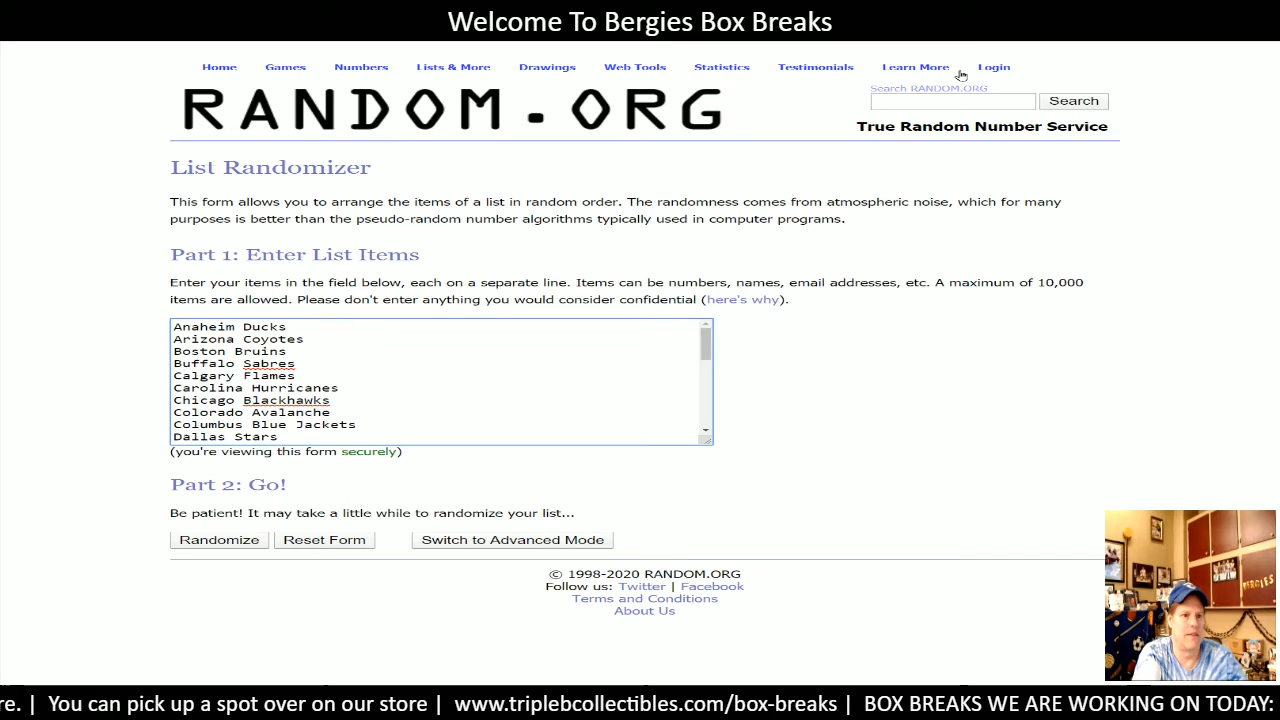 Welcome To Bergies Box Breaks
Home Games Numbers Lists & More Drawings Web Tools Statistics Testimonials Learn More Login
Search RANDOM.ORG
RANDOM.ORG
Search
True Random Number Service
List Randomizer
This form allows you to arrange the items of a list in random order. The randomness comes from atmospheric noise, which for many
purposes is better than the pseudo-random number algorithms typically used in computer programs.
Part 1: Enter List Items
Enter your items in the field below, each on a separate line. Items can be numbers, names, email addresses, etc. A maximum of 10,000
items are allowed. Please don't enter anything you would consider confidential (here's why).
Anaheim Ducks
Arizona Coyotes
Boston Bruins
Buffalo Sabres
Calgary Flames
Carolina Hurricanes
Chicago Blackhawks
Colorado Avalanche
Columbus Blue Jackets
Dallas Stars
(you're viewing this form securely)
Part 2: Go!
Be patient! It may take a little while to randomize your list...
Randomize Reset Form Switch to Advanced Mode
© 1998-2020 RANDOM.ORG
Follow us: Twitter | Facebook
Terms and Conditions
About Us
BERGIES
re. | You can pick up a spot over on our store | www.triplebcollectibles.com/box-breaks | BOX BREAKS WE ARE WORKING ON TODAY: